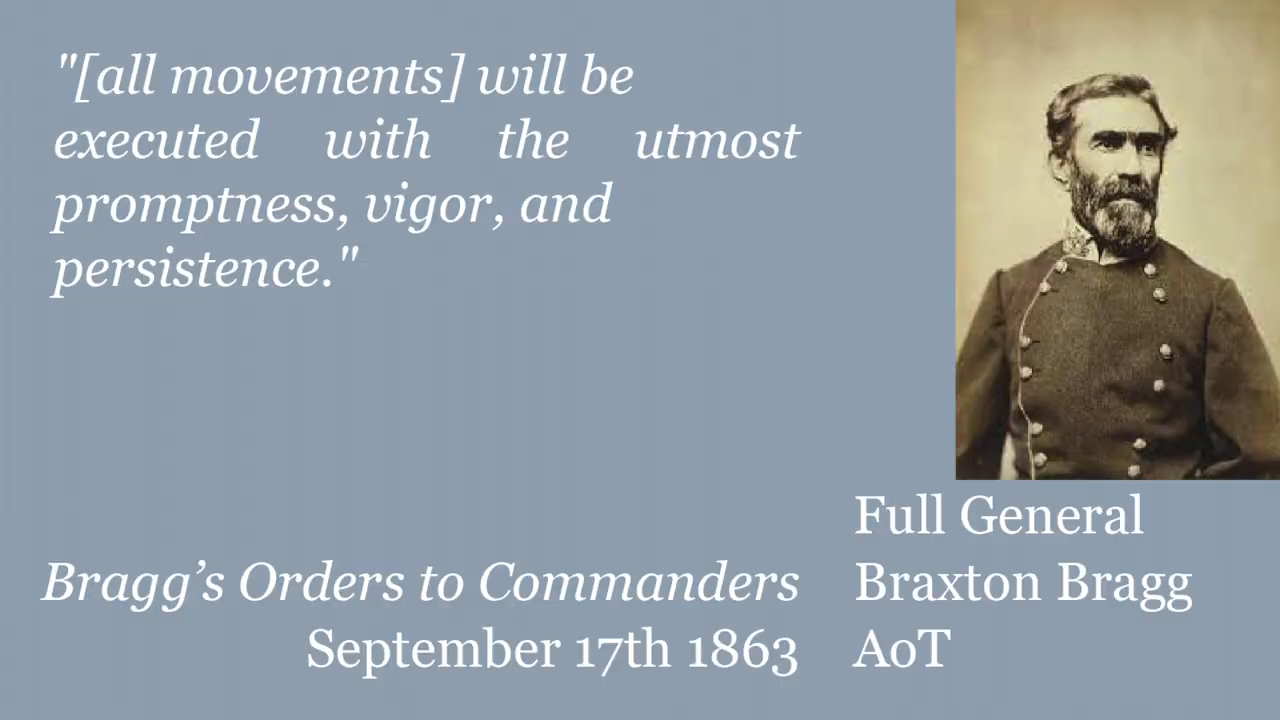 "[all movements] will be
executed with the utmost
promptness, vigor, and
persistence."
Bragg’s Orders to Commanders
September 17th 1863
Full General
Braxton Bragg
AoT